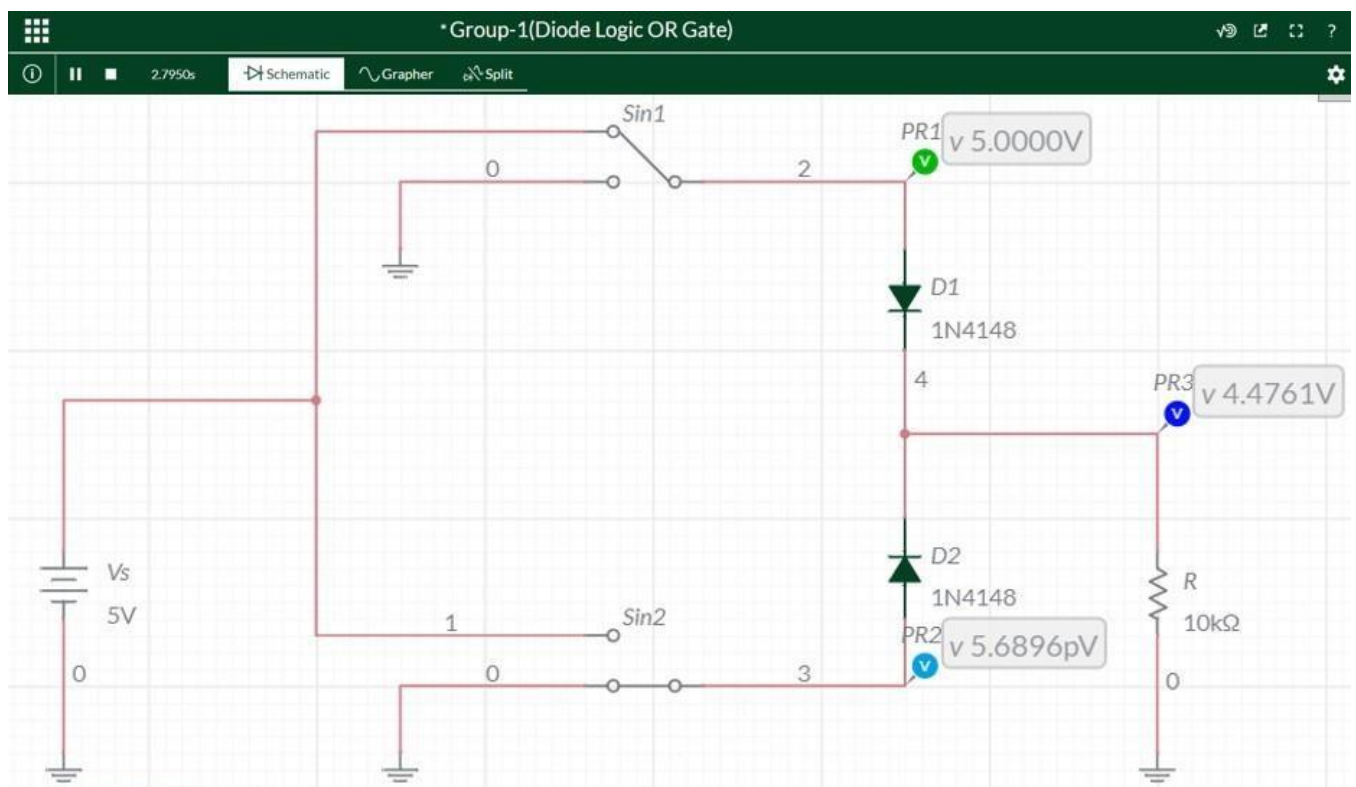 *Group-1(Diode Logic OR Gate)
?
2.7950s
Schematic
Grapher
Split
Sin1
PR1
v 5.0000V
V
0
2
D1
1N4148
4
PR3
v 4.4761V
V
Vs
5V
D2
1N4148
R
10kΩ
1
Sin2
PR2
v 5.6896pV
V
0
0
3
0